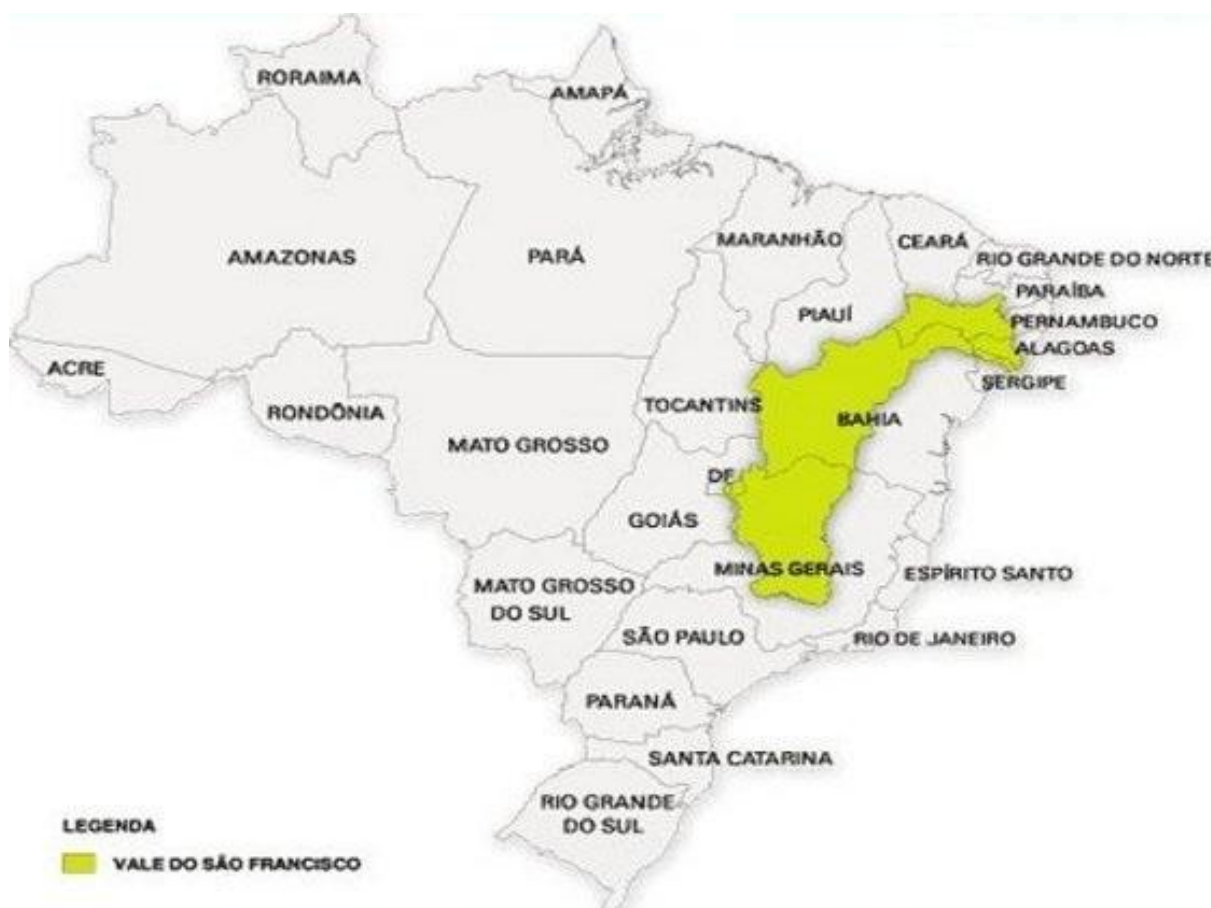 RORAIMA
AMAPÁ
AMAZONAS
PARÁ
MARANHÃO
CEARÁ
RIO GRANDE DO NORTE
PARAÍBA
PIAUÍ
PERNAMBUCO
ALAGOAS
SERGIPE
ACRE
RONDÔNIA
TOCANTINS
BAHIA
MATO GROSSO
DF
GOIÁS
MINAS GERAIS
ESPÍRITO SANTO
MATO GROSSO
DO SUL
SÃO PAULO
RIO DE JANEIRO
PARANÁ
SANTA CATARINA
RIO GRANDE
DO SUL
LEGENDA
VALE DO SÃO FRANCISCO